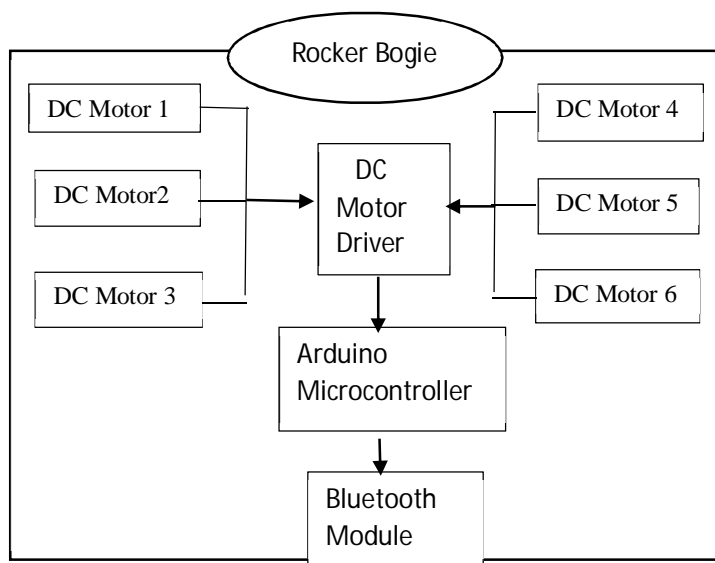 Rocker Bogie
DC Motor 1
DC Motor2
DC Motor 3
DC
Motor
Driver
DC Motor 4
DC Motor 5
DC Motor 6
Arduino
Microcontroller
Bluetooth
Module